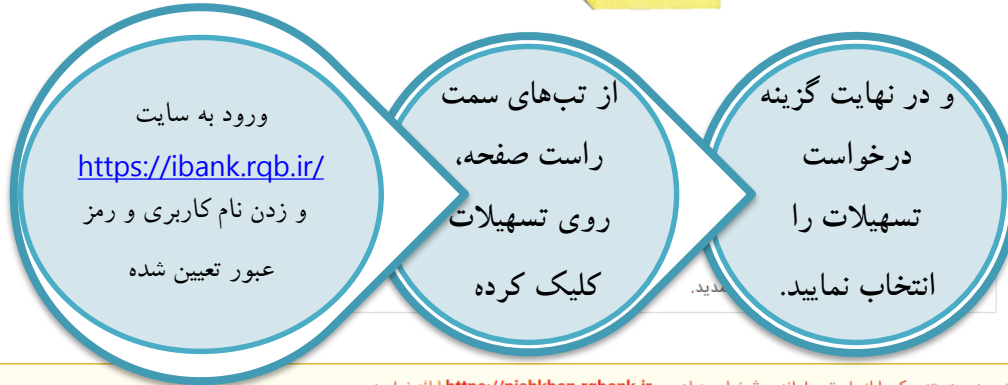 ورود به سایت
https://ibank.rqb.ir/
و زدن نام کاربری و رمز
عبور تعیین شده
از تب‌های سمت
راست صفحه،
روی تسهیلات
کلیک کرده
و در نهایت گزینه
درخواست
تسهیلات را
انتخاب نمایید.